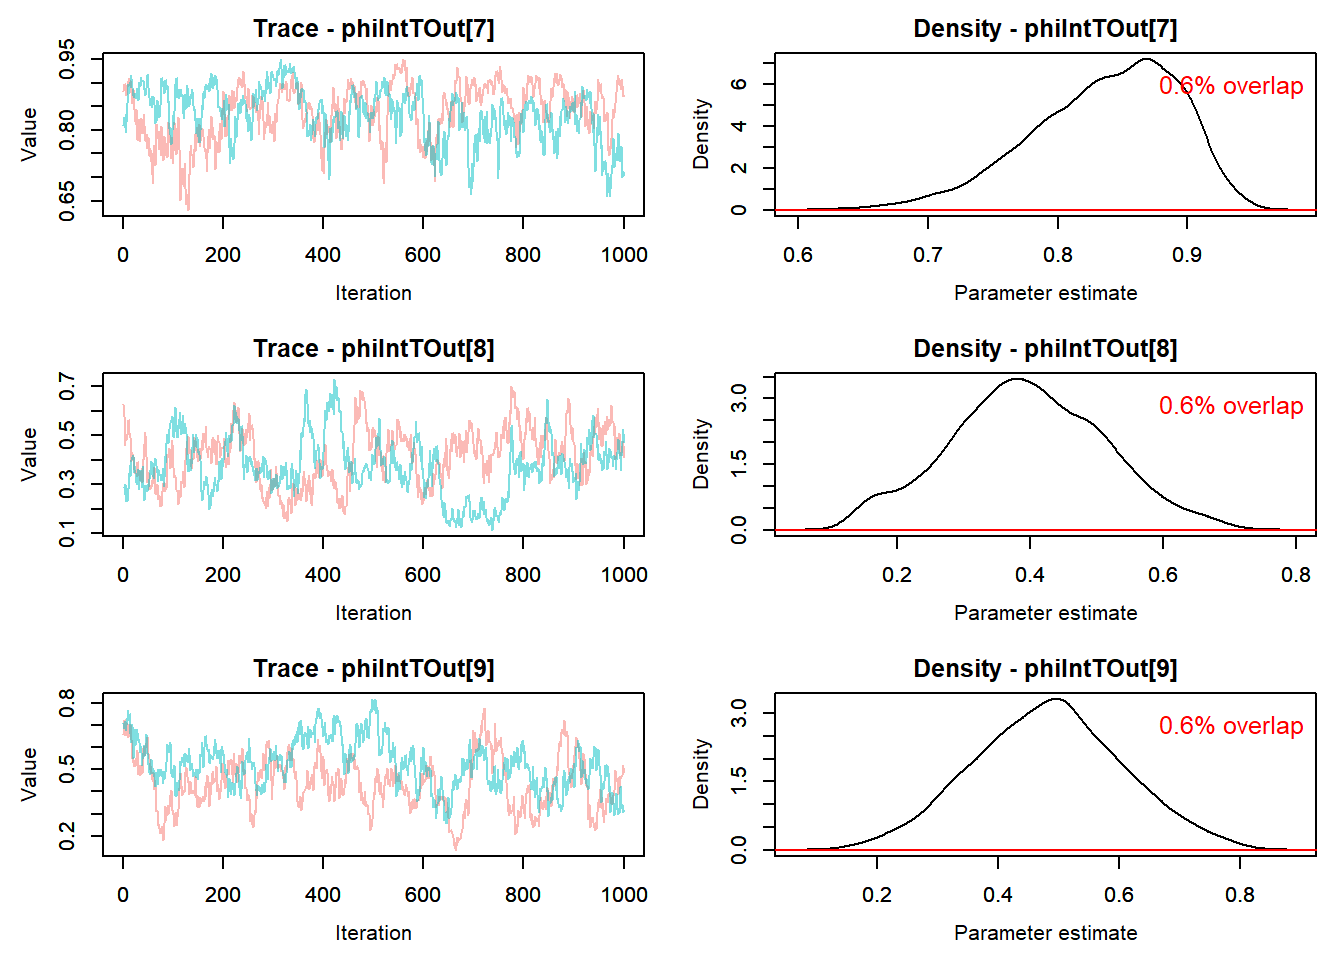 Trace - phiIntTOut[7]
Value
0.65 0.80 0.95
0 200 400 600 800 1000
Iteration
Density - phiIntTOut[7]
0.6% overlap
Density
0 2 4 6
0.6 0.7 0.8 0.9
Parameter estimate
Trace - phiIntTOut[8]
Value
0.1 0.3 0.5 0.7
0 200 400 600 800 1000
Iteration
Density - phiIntTOut[8]
0.6% overlap
Density
0.0 1.5 3.0
0.2 0.4 0.6 0.8
Parameter estimate
Trace - phiIntTOut[9]
Value
0.2 0.5 0.8
0 200 400 600 800 1000
Iteration
Density - phiIntTOut[9]
0.6% overlap
Density
0.0 1.5 3.0
0.2 0.4 0.6 0.8
Parameter estimate